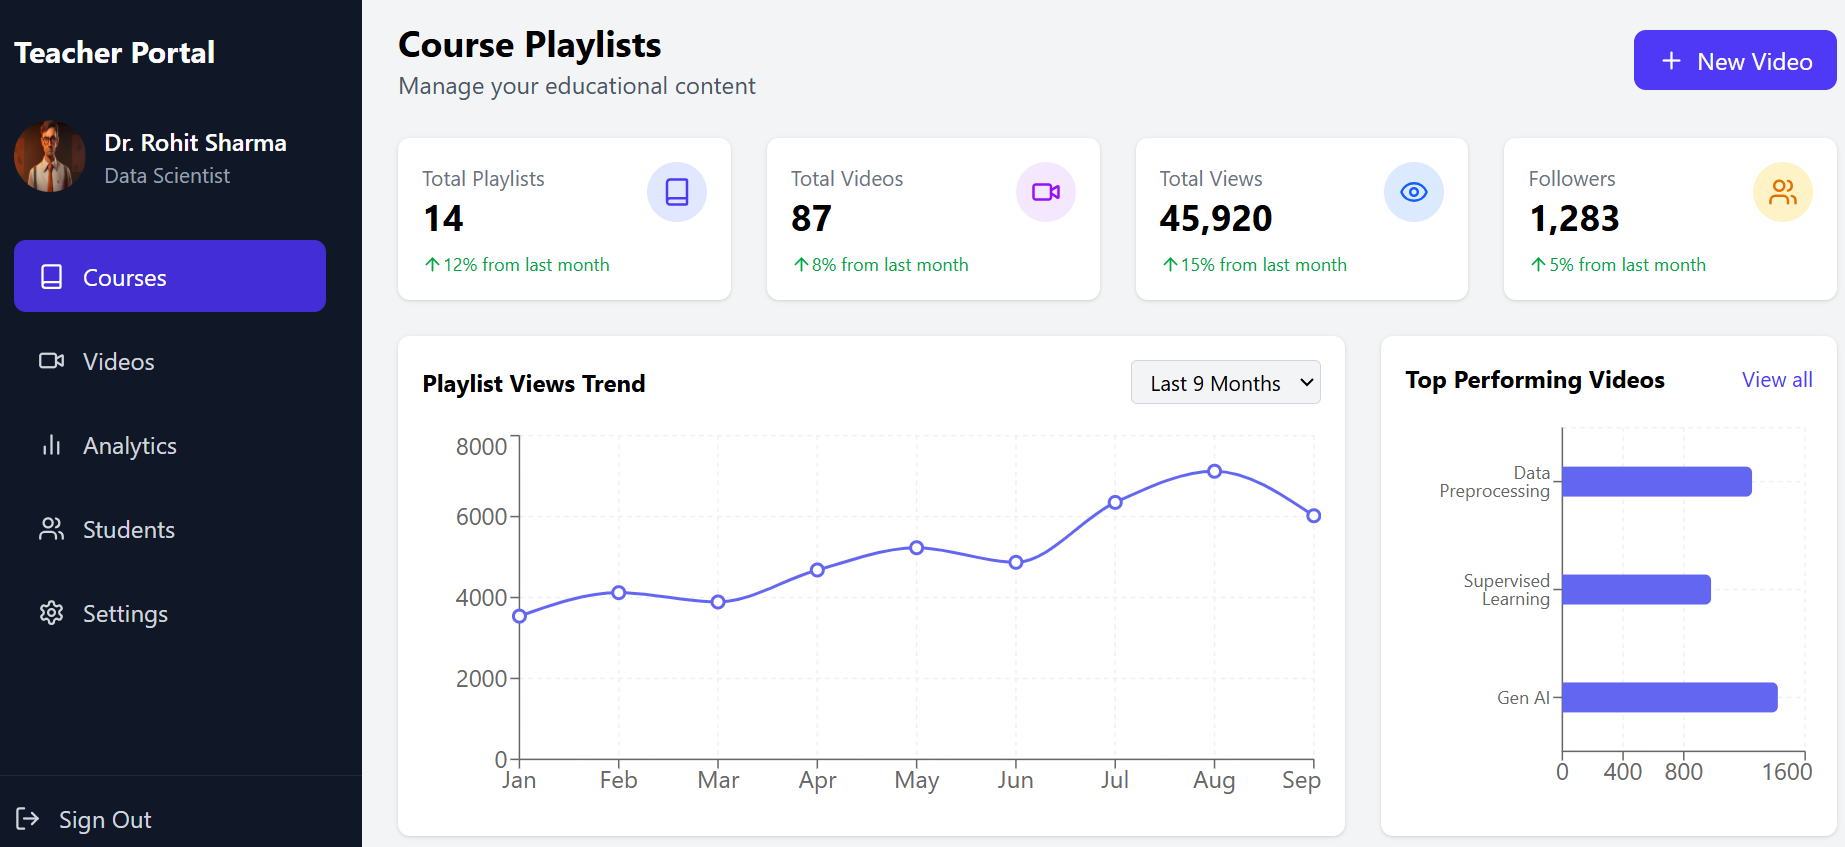 Teacher Portal
Dr. Rohit Sharma
Data Scientist
Courses
Videos
Analytics
Students
Settings
Sign Out
Course Playlists
Manage your educational content
New Video
Total Playlists
14
12% from last month
Total Videos
87
8% from last month
Total Views
45,920
15% from last month
Followers
1,283
5% from last month
Playlist Views Trend
Last 9 Months
8000
6000
4000
2000
0
Jan Feb Mar Apr May Jun Jul Aug Sep
Top Performing Videos
View all
Data
Preprocessing
Supervised
Learning
Gen AI
0 400 800 1600